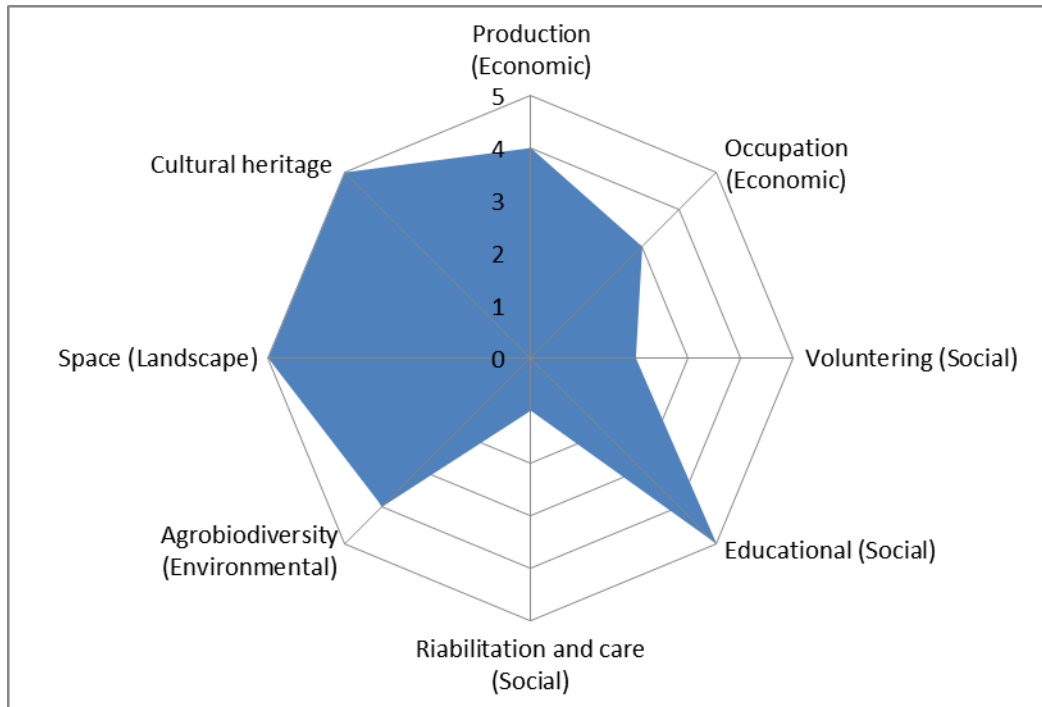 Production
(Economic)
5
4
3
2
1
0
Occupation
(Economic)
Voluntering (Social)
Educational (Social)
Riabilitation and care
(Social)
Agrobiodiversity
(Environmental)
Space (Landscape)
Cultural heritage